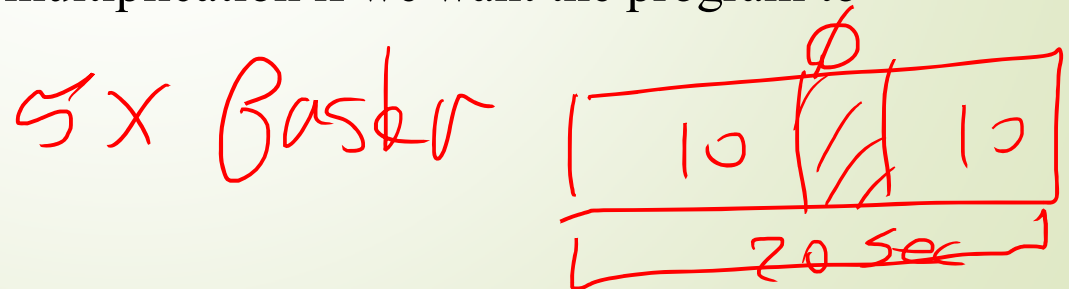 multiplication if we want the program to
5x faster
0
10 10
20 sec